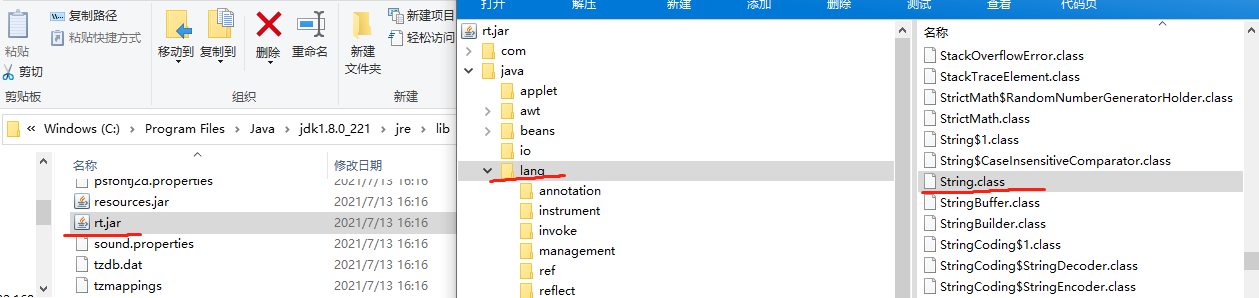 粘贴
复制路径
粘贴快捷方式
剪切
剪贴板
移动到
复制到
删除
重命名
组织
新建
文件夹
新建项目
轻松访问
新建
« Windows (C:) › Program Files › Java › jdk1.8.0_221 › jre › lib
名称
修改日期
psfontj2d.properties
2021/7/13 16:16
resources.jar
2021/7/13 16:16
rt.jar
2021/7/13 16:16
sound.properties
2021/7/13 16:16
tzdb.dat
2021/7/13 16:16
tzmappings
2021/7/13 16:16
打开
解压
新建
添加
删除
测试
查看
代码页
rt.jar
com
java
applet
awt
beans
io
lang
annotation
instrument
invoke
management
ref
reflect
名称
StackOverflowError.class
StackTraceElement.class
StrictMath$RandomNumberGeneratorHolder.class
StrictMath.class
String$1.class
String$CaseInsensitiveComparator.class
String.class
StringBuffer.class
StringBuilder.class
StringCoding$1.class
StringCoding$StringDecoder.class
StringCoding$StringEncoder.class